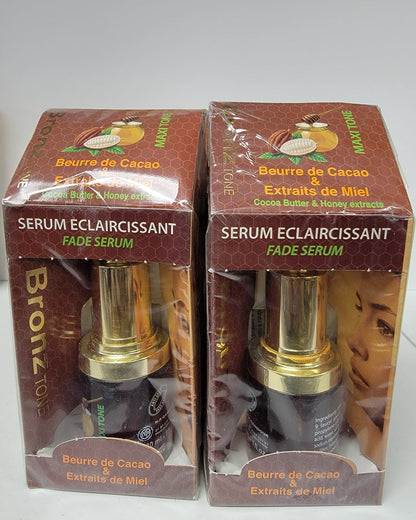 MAXI TONE
Beurre de Cacao
&
Extraits de Miel
Cocoa Butter & Honey extracts
SERUM ECLAIRCISSANT
FADE SERUM
Bronz TONE
MAXI TONE
Beurre de Cacao
&
Extraits de Miel
MAXI TONE
Beurre de Cacao
&
Extraits de Miel
Cocoa Butter & Honey extracts
SERUM ECLAIRCISSANT
FADE SERUM
TONE
Beurre de Cacao
&
Extraits de Miel